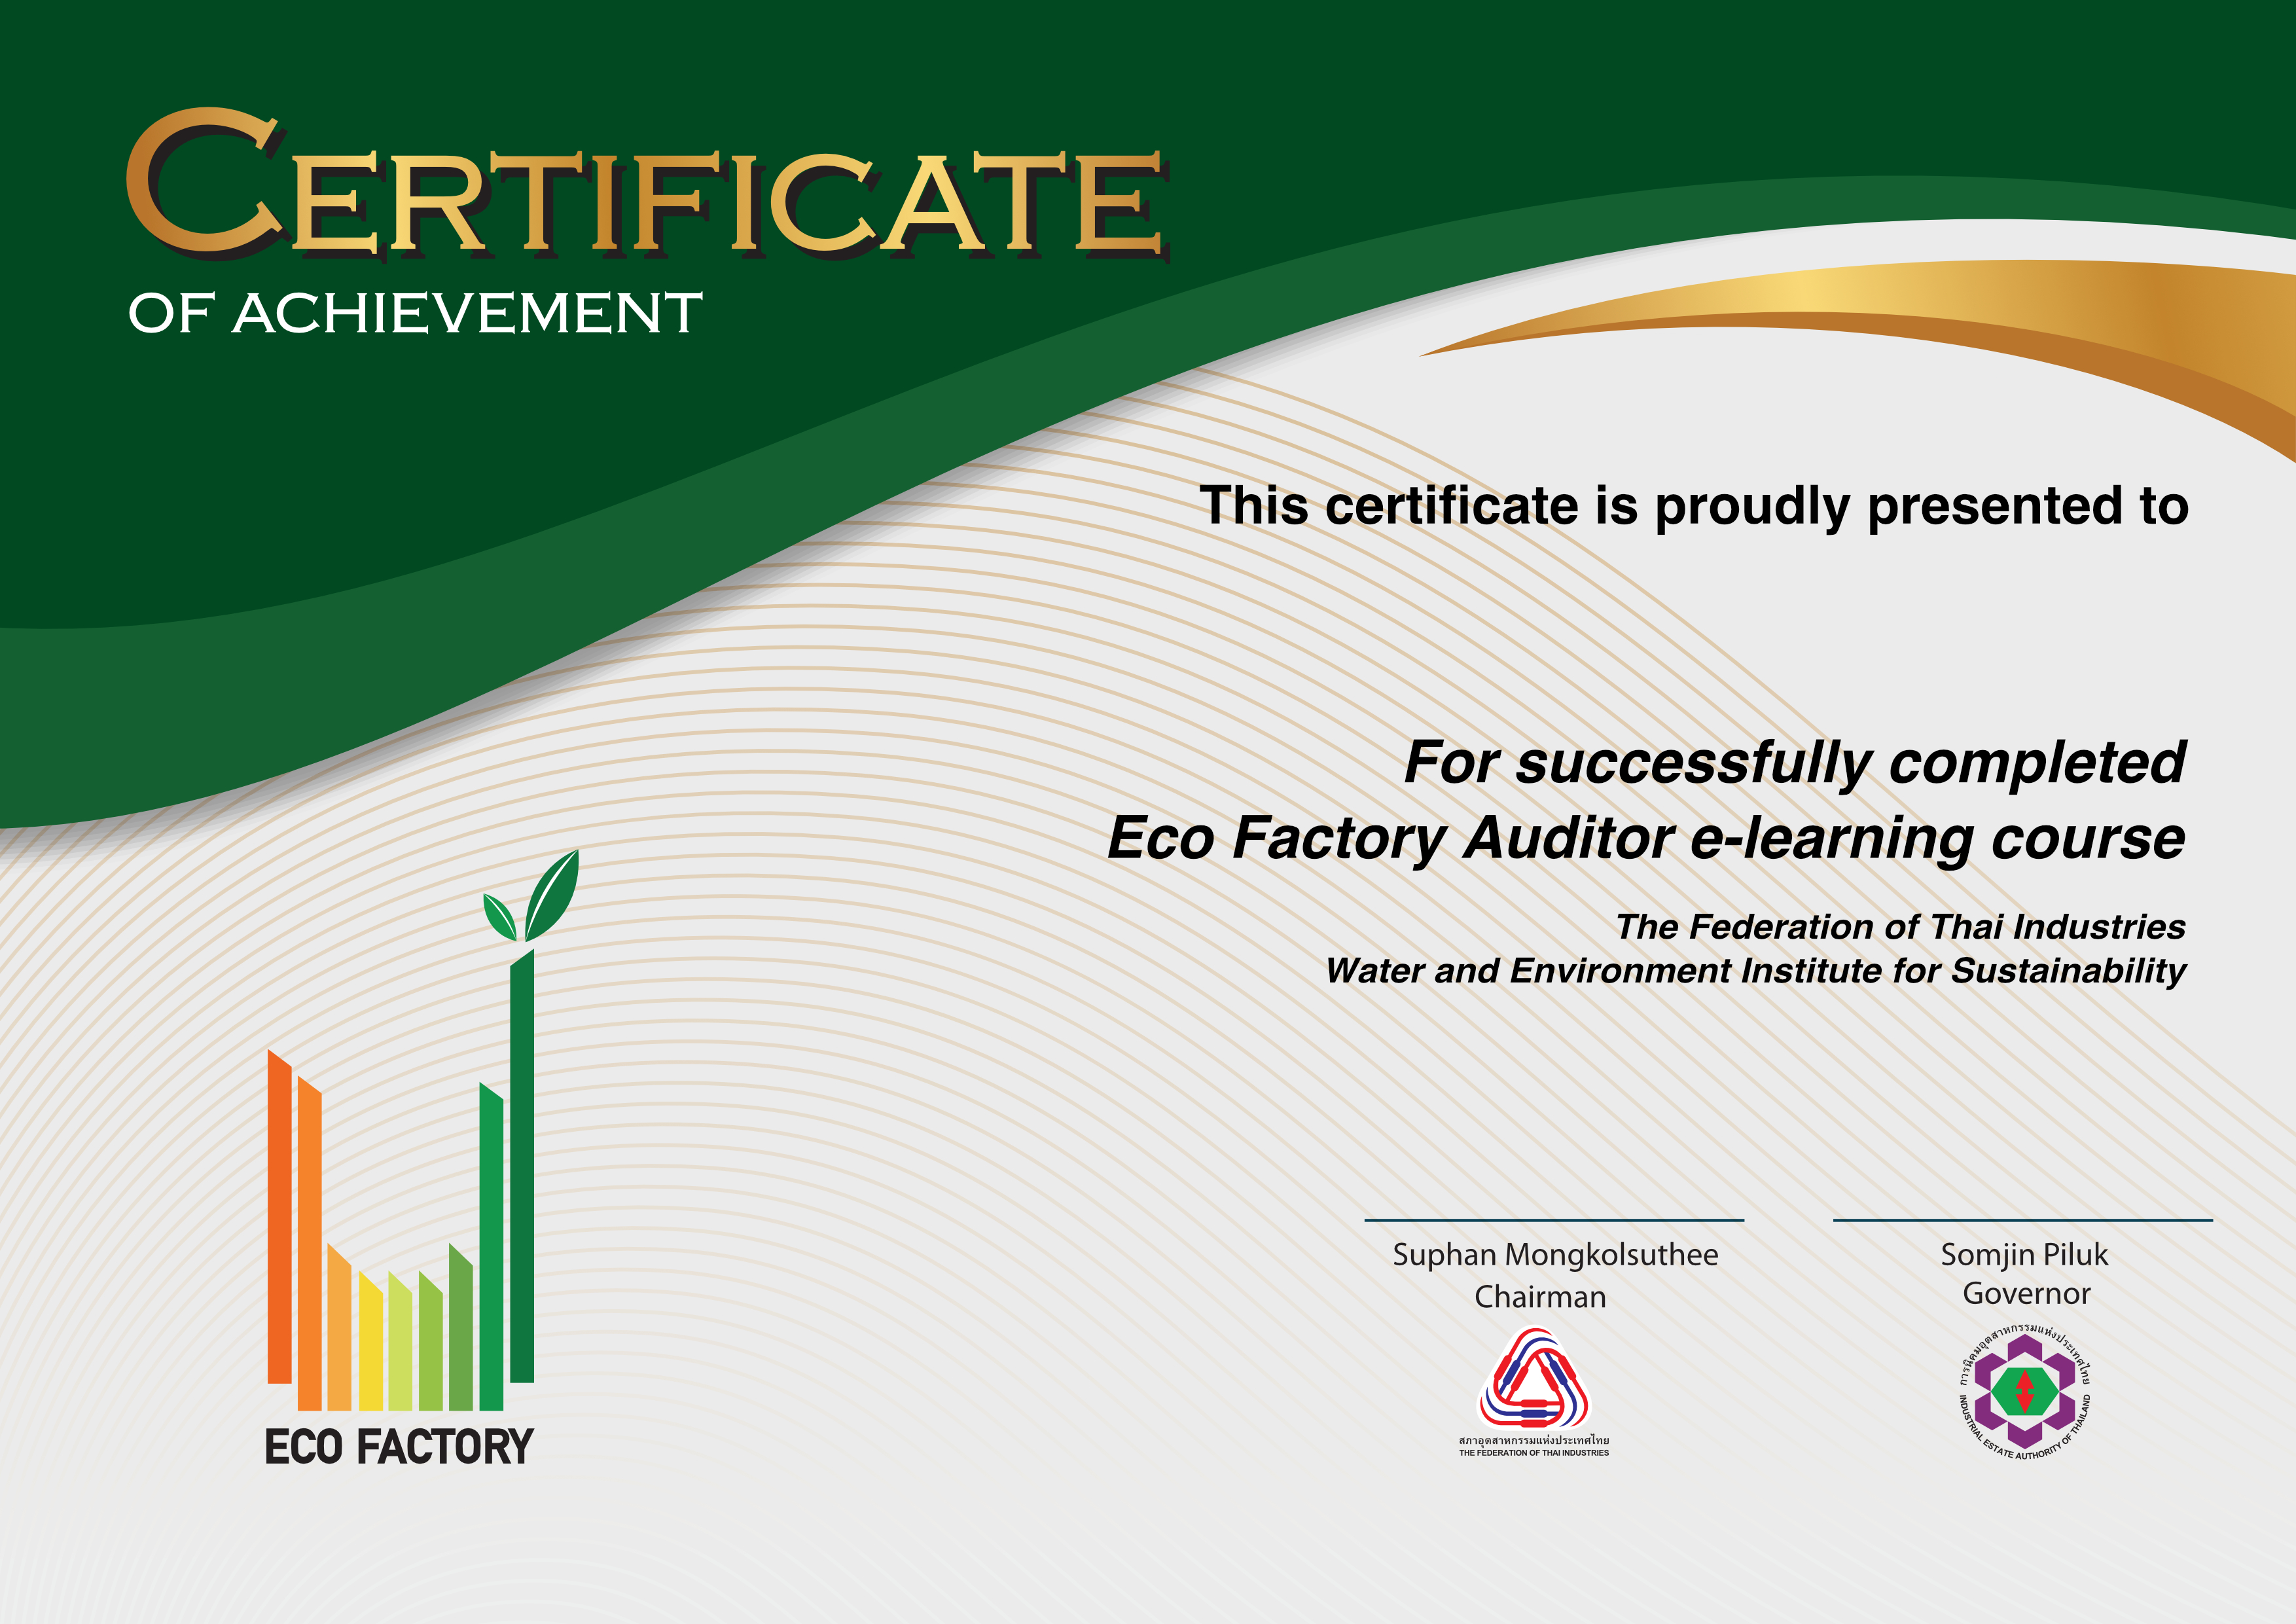 CERTIFICATE
OF ACHIEVEMENT
This certificate is proudly presented to
For successfully completed
Eco Factory Auditor e-learning course
The Federation of Thai Industries
Water and Environment Institute for Sustainability
ECO FACTORY
Suphan Mongkolsuthee
Chairman
สภาอุตสาหกรรมแห่งประเทศไทย
THE FEDERATION OF THAI INDUSTRIES
Somjin Piluk
Governor
การนิคมอุตสาหกรรมแห่งประเทศไทย
INDUSTRIAL ESTATE AUTHORITY OF THAILAND